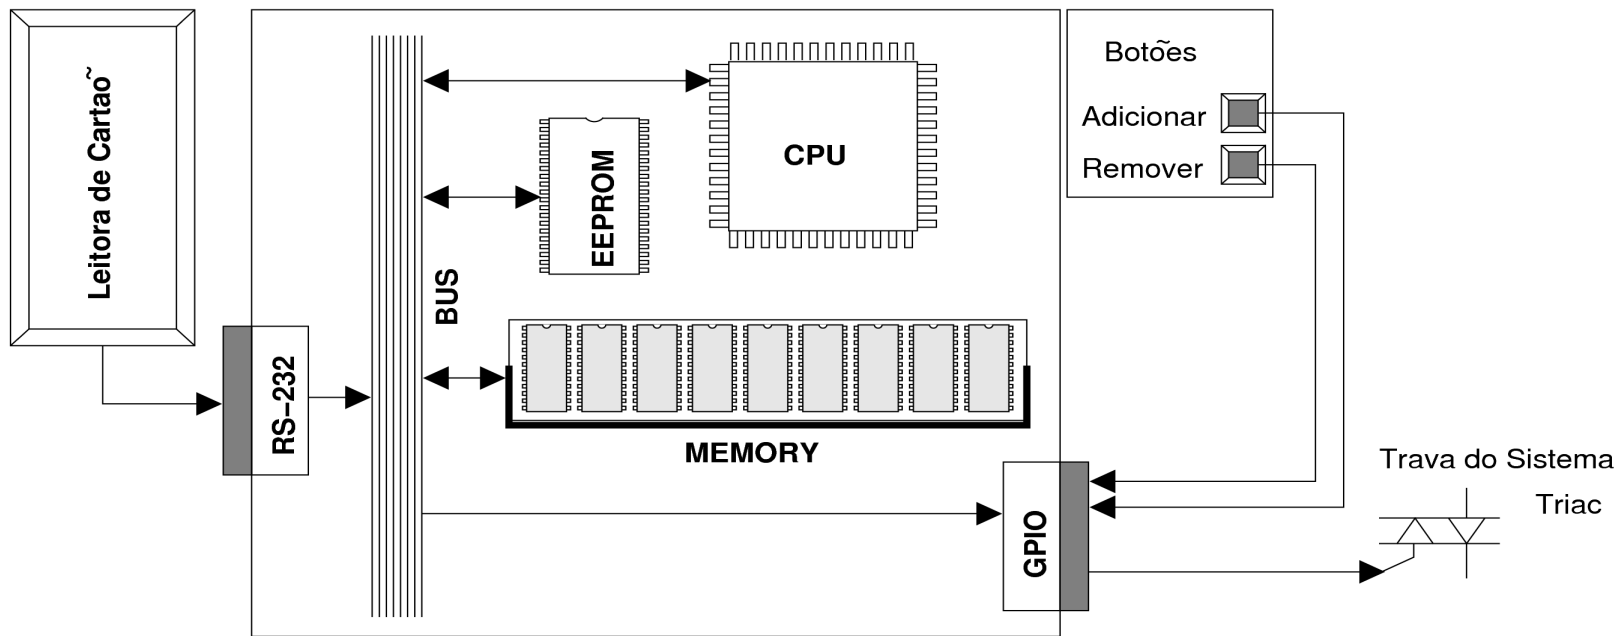 Leitora de Cartão
RS-232
BUS
EEPROM
CPU
MEMORY
GPIO
Botões
Adicionar
Remover
Trava do Sistema
Triac